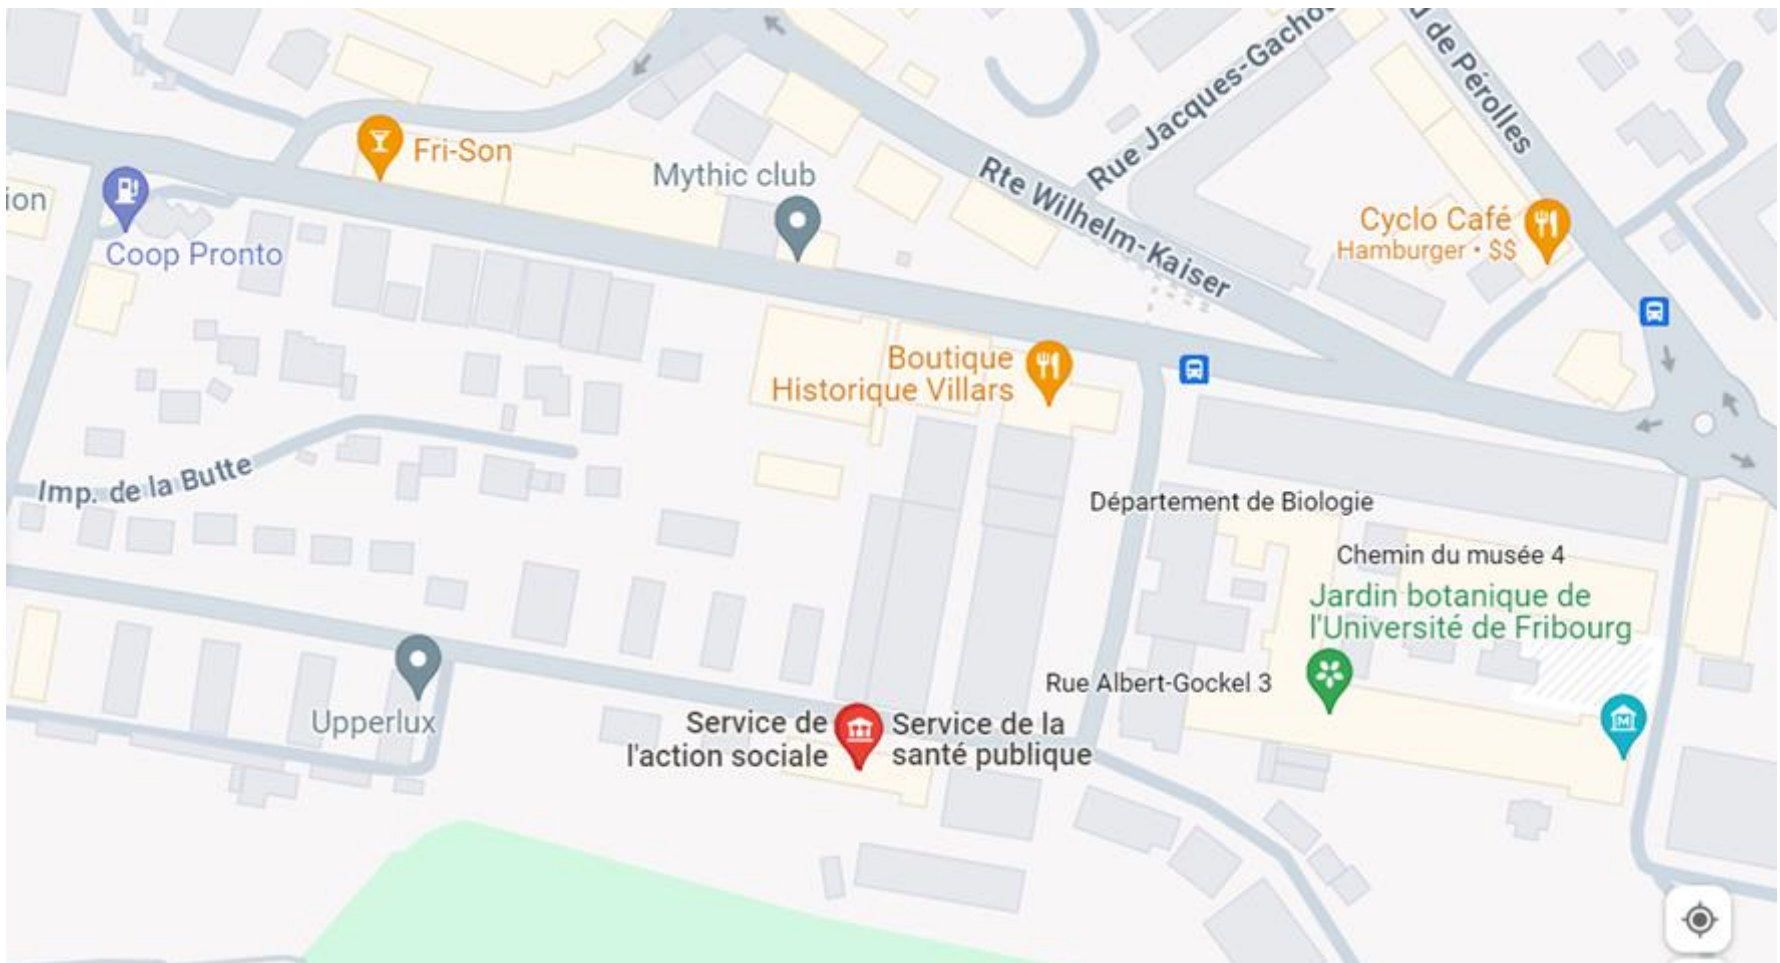 Rue Jacques-Gachou
de Pérolles
Fri-Son
Mythic club
Rte Wilhelm-Kaiser
ion
Coop Pronto
Cyclo Café
Hamburger • $$
Boutique
Historique Villars
Imp. de la Butte
Département de Biologie
Chemin du musée 4
Jardin botanique de
l'Université de Fribourg
Rue Albert-Gockel 3
Upperlux
Service de
l'action sociale
Service de la
santé publique
M